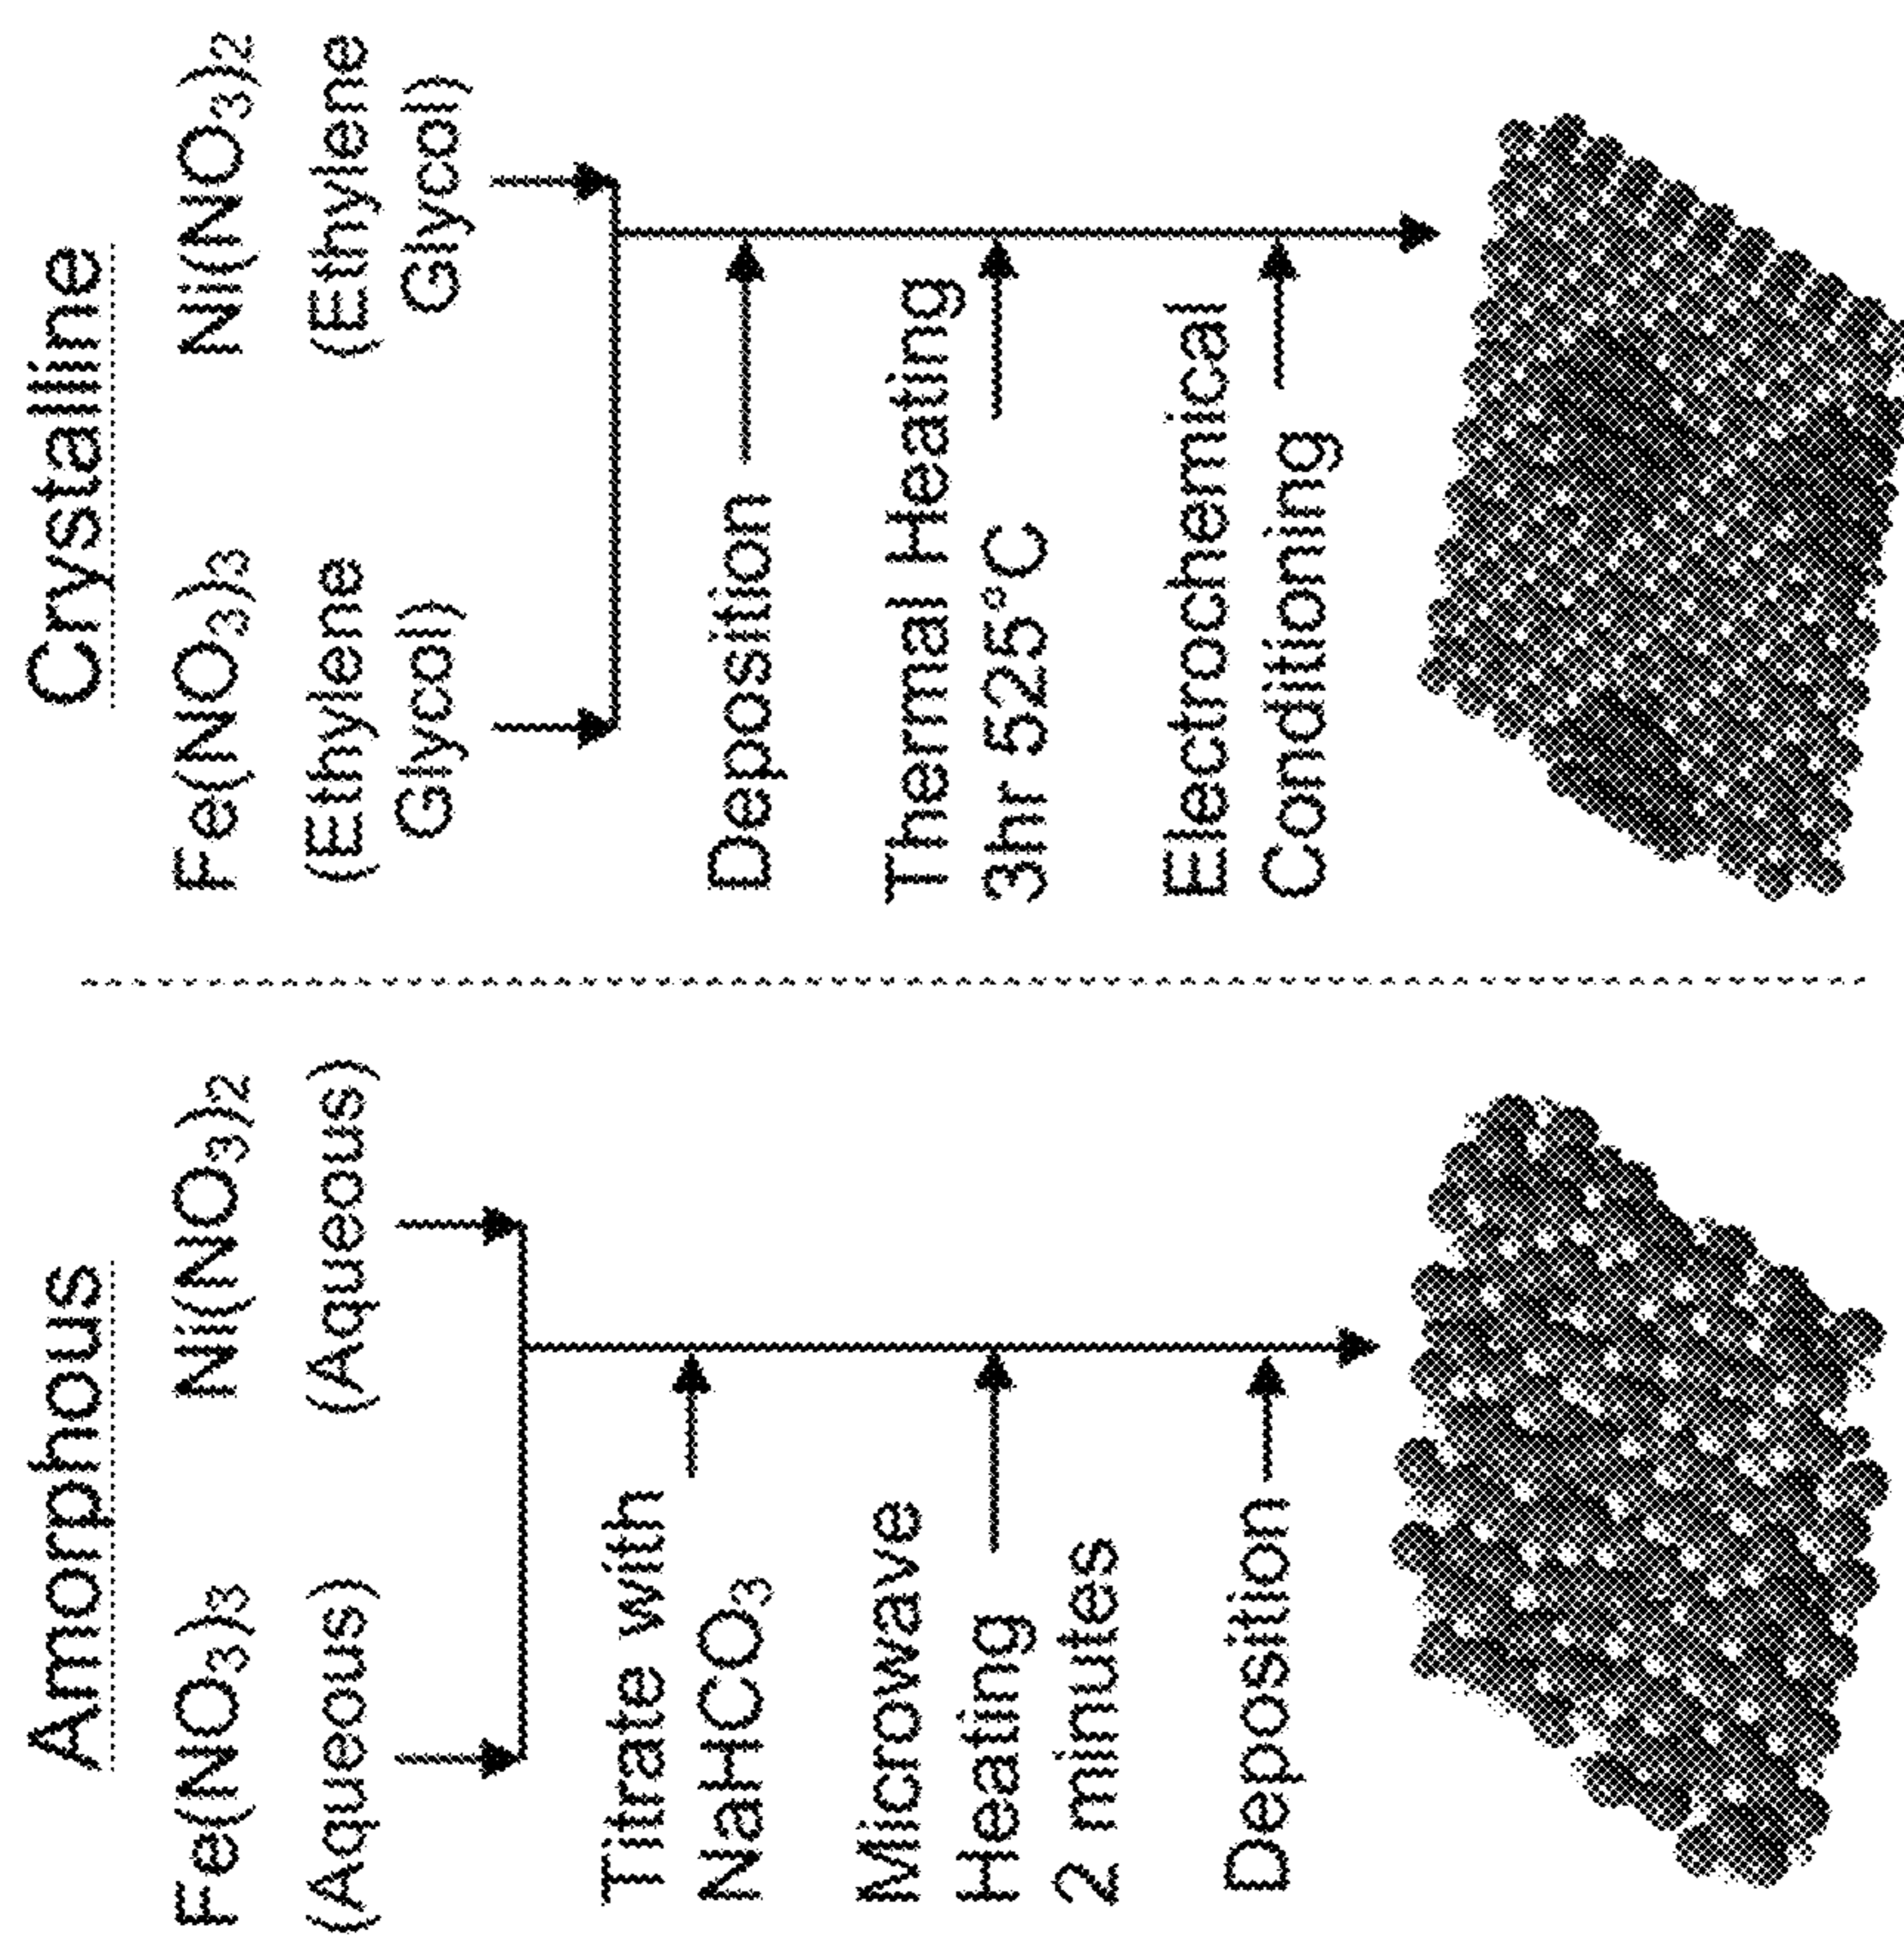 Amorphous
Fe(NO₃)₃
(Aqueous)
Ni(NO₃)₂
(Aqueous)
Titrate with
NaHCO₃
Microwave
Heating
2 minutes
Deposition
Crystalline
Fe(NO₃)₃
(Ethylene
Glycol)
Ni(NO₃)₂
(Ethylene
Glycol)
Deposition
Thermal Heating
3hr 525°C
Electrochemical
Conditioning